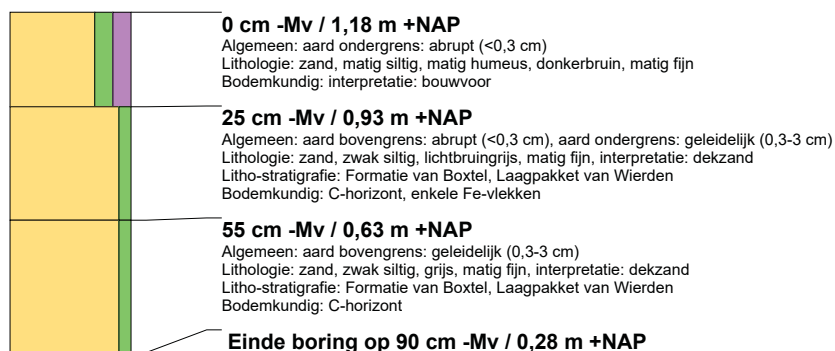 0 cm -Mv / 1,18 m +NAP
Algemeen: aard ondergrens: abrupt (<0,3 cm)
Lithologie: zand, matig siltig, matig humeus, donkerbruin, matig fijn
Bodemkundig: interpretatie: bouwvoor
25 cm -Mv / 0,93 m +NAP
Algemeen: aard bovengrens: abrupt (<0,3 cm), aard ondergrens: geleidelijk (0,3-3 cm)
Lithologie: zand, zwak siltig, lichtbruingrijs, matig fijn, interpretatie: dekzand
Litho-stratigrafie: Formatie van Boxtel, Laagpakket van Wierden
Bodemkundig: C-horizont, enkele Fe-vlekken
55 cm -Mv / 0,63 m +NAP
Algemeen: aard bovengrens: geleidelijk (0,3-3 cm)
Lithologie: zand, zwak siltig, grijs, matig fijn, interpretatie: dekzand
Litho-stratigrafie: Formatie van Boxtel, Laagpakket van Wierden
Bodemkundig: C-horizont
Einde boring op 90 cm -Mv / 0,28 m +NAP